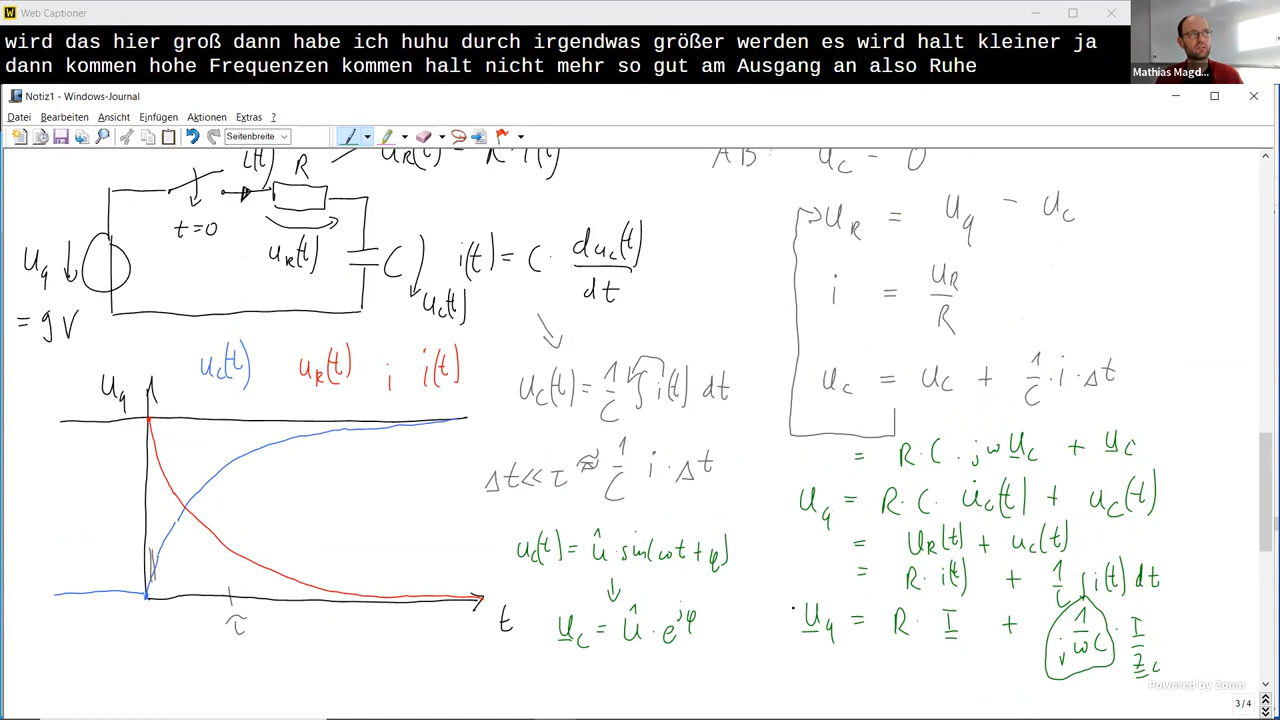 Web Captioner
wird das hier groß dann habe ich huhu durch irgendwas größer werden es wird halt kleiner ja
dann kommen hohe Frequenzen kommen halt nicht mehr so gut am Ausgang an also Ruhe
Mathias Magd...
Notiz1 - Windows-Journal
Datei Bearbeiten Ansicht Einfügen Aktionen Extras ?
Seitenbreite
i(t) R u_R(t) = R · i(t)
AB: u_C = 0
t=0
u_R(t)
U_q
= 9V
C
u_C(t)
i(t) = C · du_C(t)/dt
u_R = U_q - u_C
i = u_R/R
u_C = u_C + 1/C · i · Δt
u_C(t) u_R(t) i i(t)
U_q
τ
t
u_C(t) = 1/C ∫ i(t) dt
Δt << τ ≈ 1/C i · Δt
u_C(t) = û · sin(ωt + φ)
U_C = û · e^jφ
= R · C · jω U_C + U_C
U_q = R · C · u̇_C(t) + u_C(t)
= u_R(t) + u_C(t)
= R · i(t) + 1/C ∫ i(t) dt
U_q = R · I + 1/jωC · I
Z_C
Powered by Zoom
3/4